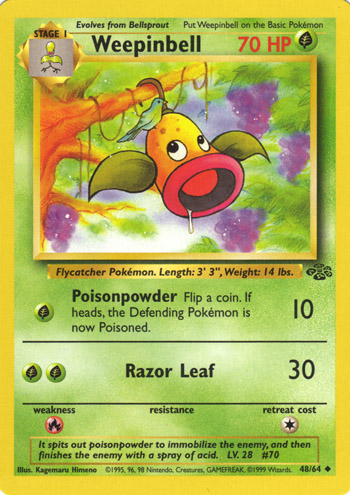 Evolves from Bellsprout Put Weepinbell on the Basic Pokémon
STAGE 1
Weepinbell 70 HP
Flycatcher Pokémon. Length: 3' 3", Weight: 14 lbs.
Poisonpowder Flip a coin. If
heads, the Defending Pokémon is
now Poisoned.
10
Razor Leaf 30
weakness resistance retreat cost
It spits out poisonpowder to immobilize the enemy, and then
finishes the enemy with a spray of acid. LV. 28 #70
Illus. Kagemaru Himeno ©1995, 96, 98 Nintendo, Creatures, GAMEFREAK. ©1999 Wizards. 48/64